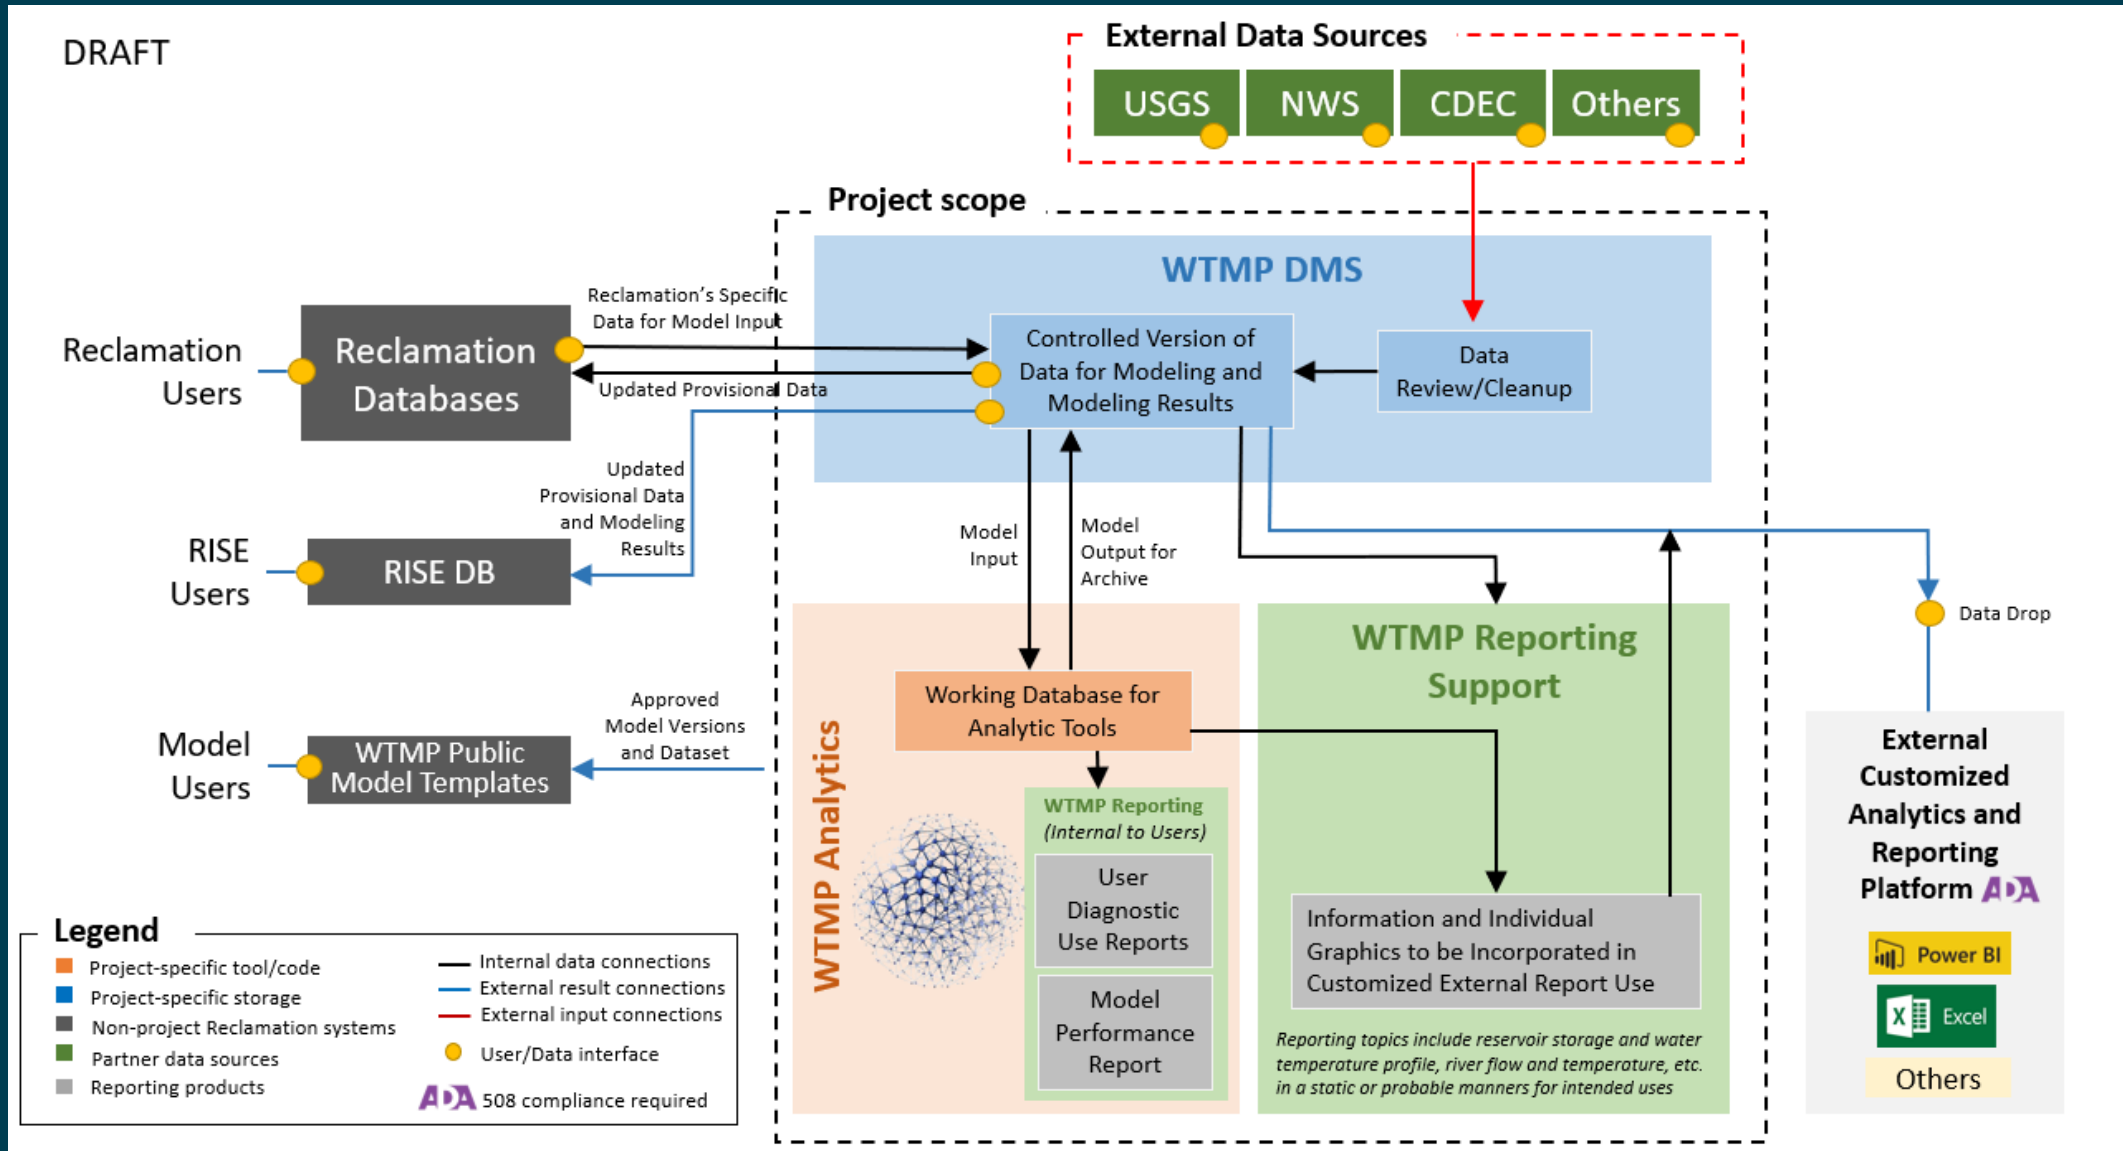 DRAFT
External Data Sources
USGS
NWS
CDEC
Others
Project scope
WTMP DMS
Reclamation's Specific
Data for Model Input
Controlled Version of
Data for Modeling and
Modeling Results
Data
Review/Cleanup
Reclamation
Users
Reclamation
Databases
Updated Provisional Data
Updated
Provisional Data
and Modeling
Results
RISE
Users
RISE DB
Model
Input
Model
Output for
Archive
Data Drop
WTMP Reporting
Support
Approved
Model Versions
and Dataset
Model
Users
WTMP Public
Model Templates
WTMP Analytics
Working Database for
Analytic Tools
WTMP Reporting
(Internal to Users)
User
Diagnostic
Use Reports
Model
Performance
Report
Information and Individual
Graphics to be Incorporated in
Customized External Report Use
Reporting topics include reservoir storage and water
temperature profile, river flow and temperature, etc.
in a static or probable manners for intended uses
External
Customized
Analytics and
Reporting
Platform ADA
Power BI
X Excel
Others
Legend
Project-specific tool/code
Project-specific storage
Non-project Reclamation systems
Partner data sources
Reporting products
Internal data connections
External result connections
External input connections
User/Data interface
ADA 508 compliance required